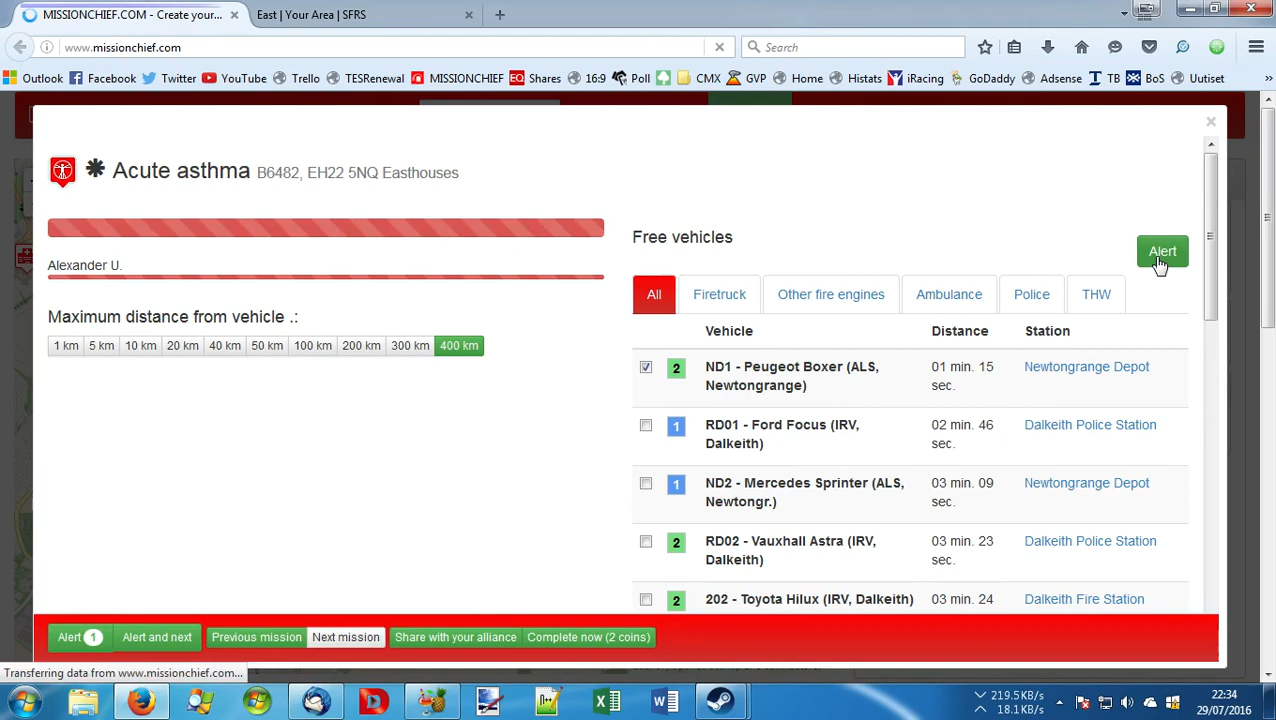 MISSIONCHIEF.COM - Create your...
East | Your Area | SFRS
www.missionchief.com
Search
Outlook
Facebook
Twitter
YouTube
Trello
TESRenewal
MISSIONCHIEF
EQ
Shares
16:9
Poll
CMX
GVP
Home
Histats
iRacing
GoDaddy
Adsense
TB
BoS
Uutiset
Acute asthma B6482, EH22 5NQ Easthouses
Free vehicles
Alert
Alexander U.
All
Firetruck
Other fire engines
Ambulance
Police
THW
Maximum distance from vehicle .:
1 km
5 km
10 km
20 km
40 km
50 km
100 km
200 km
300 km
400 km
Vehicle
Distance
Station
2
ND1 - Peugeot Boxer (ALS,
Newtongrange)
01 min. 15
sec.
Newtongrange Depot
1
RD01 - Ford Focus (IRV,
Dalkeith)
02 min. 46
sec.
Dalkeith Police Station
1
ND2 - Mercedes Sprinter (ALS,
Newtongr.)
03 min. 09
sec.
Newtongrange Depot
2
RD02 - Vauxhall Astra (IRV,
Dalkeith)
03 min. 23
sec.
Dalkeith Police Station
2
202 - Toyota Hilux (IRV, Dalkeith)
03 min. 24
Dalkeith Fire Station
Alert 1
Alert and next
Previous mission
Next mission
Share with your alliance
Complete now (2 coins)
Transferring data from www.missionchief.com...
219.5KB/s
18.1KB/s
22:34
29/07/2016